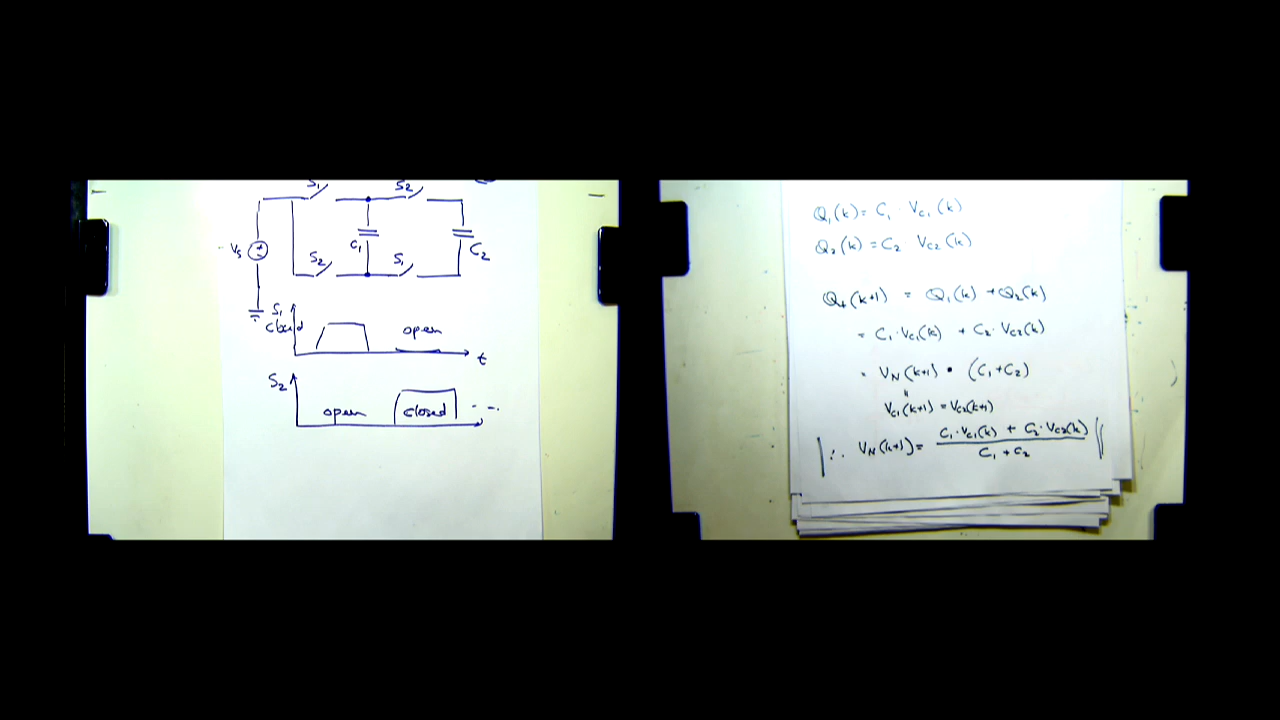 S1 S2
Vs + - C1 C2
S2 S1
S1
closed open t
S2
open closed - -.
Q1(k) = C1 · VC1(k)
Q2(k) = C2 VC2(k)
Qt(k+1) = Q1(k) + Q2(k)
= C1·VC1(k) + C2·VC2(k)
= VN(k+1) • (C1+C2)
"
VC1(k+1) = VC2(k+1)
∴ VN(k+1) = C1·VC1(k) + C2·VC2(k)
C1 + C2